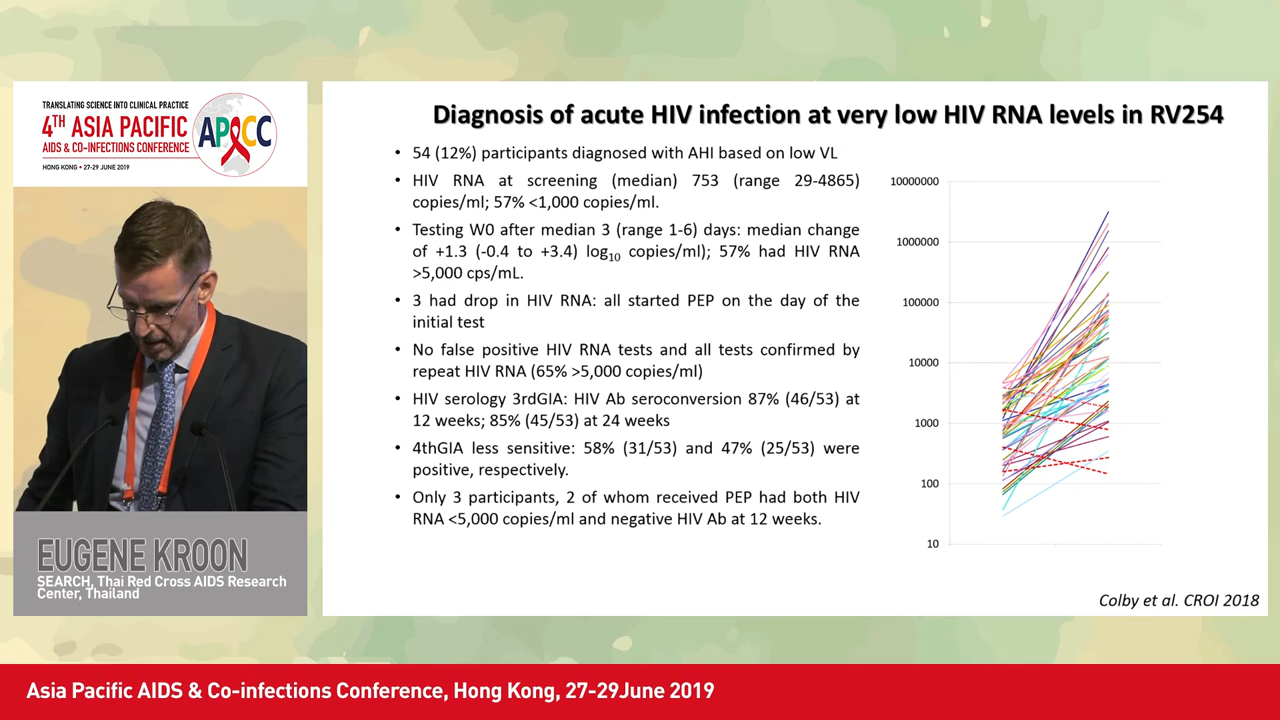 TRANSLATING SCIENCE INTO CLINICAL PRACTICE
4TH ASIA PACIFIC
AIDS & CO-INFECTIONS CONFERENCE
HONG KONG • 27-29 JUNE 2019
APACC
EUGENE KROON
SEARCH, Thai Red Cross AIDS Research
Center, Thailand
Diagnosis of acute HIV infection at very low HIV RNA levels in RV254
• 54 (12%) participants diagnosed with AHI based on low VL
• HIV RNA at screening (median) 753 (range 29-4865)
copies/ml; 57% <1,000 copies/ml.
• Testing W0 after median 3 (range 1-6) days: median change
of +1.3 (-0.4 to +3.4) log10 copies/ml); 57% had HIV RNA
>5,000 cps/mL.
• 3 had drop in HIV RNA: all started PEP on the day of the
initial test
• No false positive HIV RNA tests and all tests confirmed by
repeat HIV RNA (65% >5,000 copies/ml)
• HIV serology 3rdGIA: HIV Ab seroconversion 87% (46/53) at
12 weeks; 85% (45/53) at 24 weeks
• 4thGIA less sensitive: 58% (31/53) and 47% (25/53) were
positive, respectively.
• Only 3 participants, 2 of whom received PEP had both HIV
RNA <5,000 copies/ml and negative HIV Ab at 12 weeks.
10000000
1000000
100000
10000
1000
100
10
Colby et al. CROI 2018
Asia Pacific AIDS & Co-infections Conference, Hong Kong, 27-29June 2019